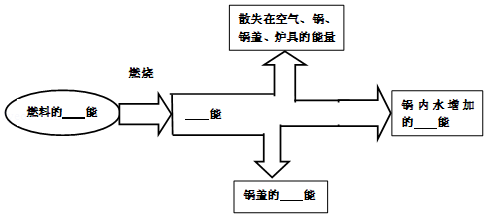 散失在空气、锅、
锅盖、炉具的能量
燃烧
燃料的____能
____能
锅内水增加
的____能
锅盖的____能